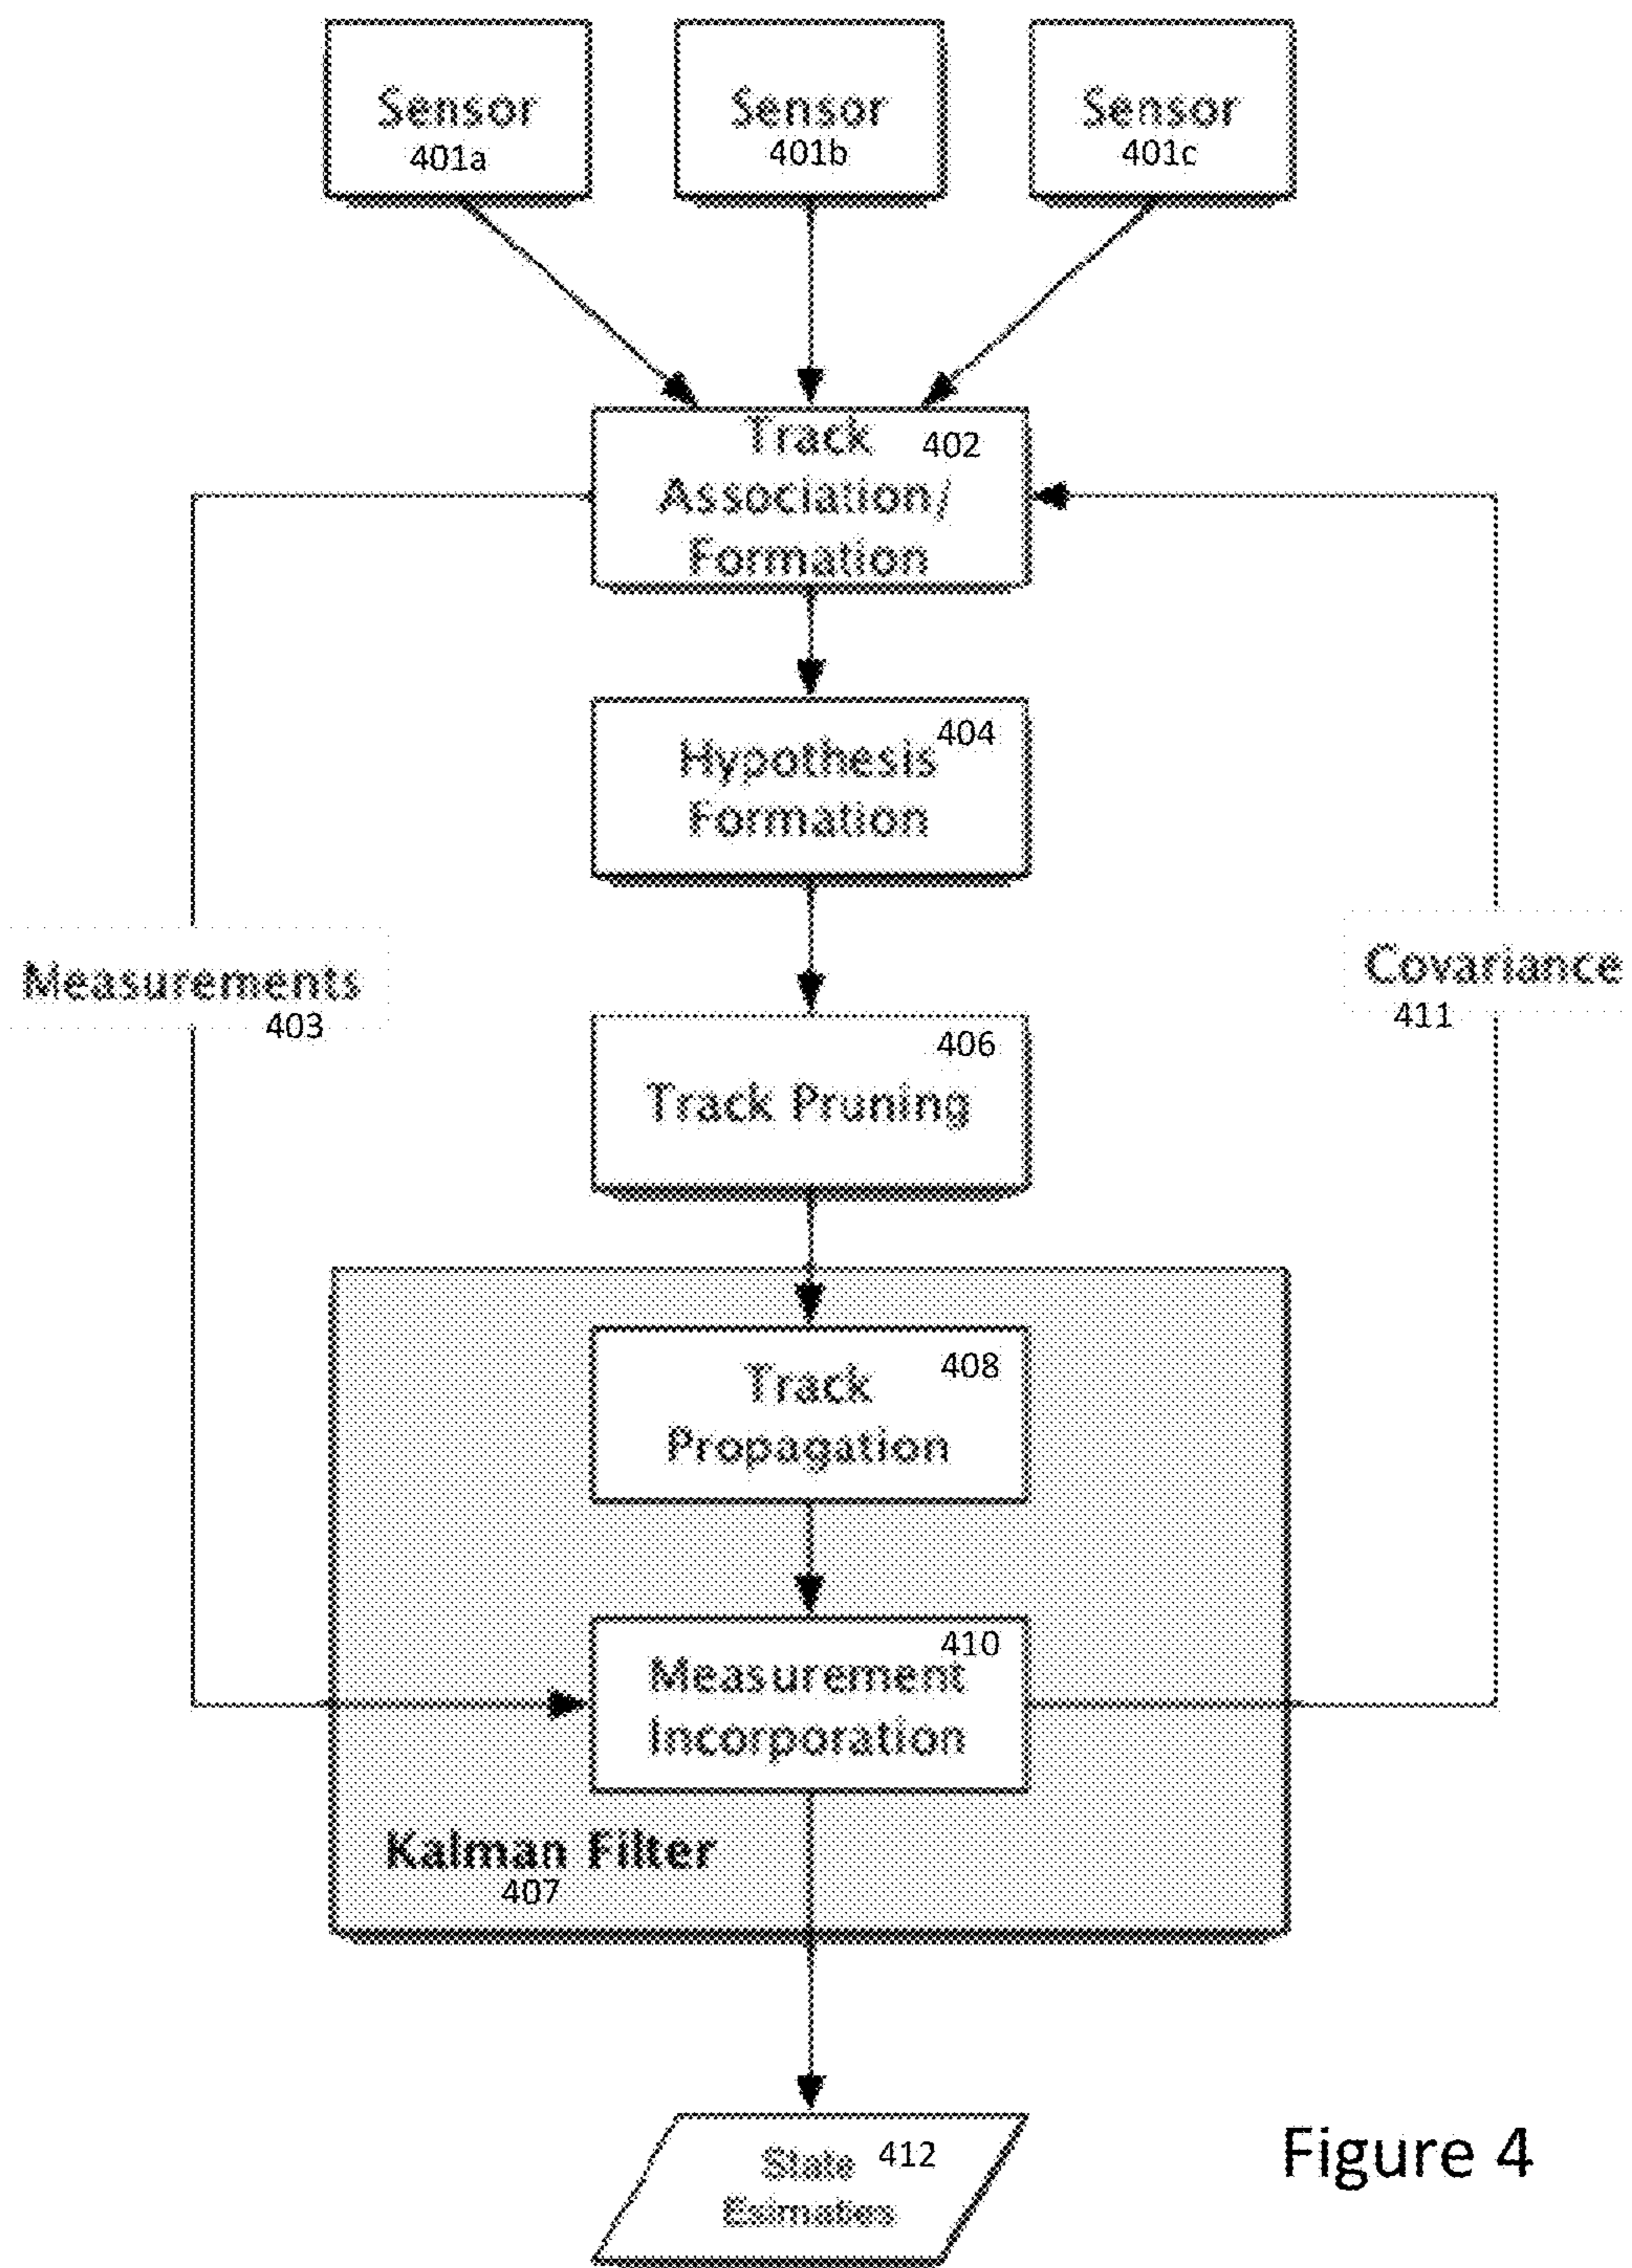 Sensor
401a
Sensor
401b
Sensor
401c
Track 402
Association/
Formation
404
Hypothesis
Formation
Measurements
403
Covariance
411
406
Track Pruning
408
Track
Propagation
410
Measurement
Incorporation
Kalman Filter
407
State 412
Esimates
Figure 4